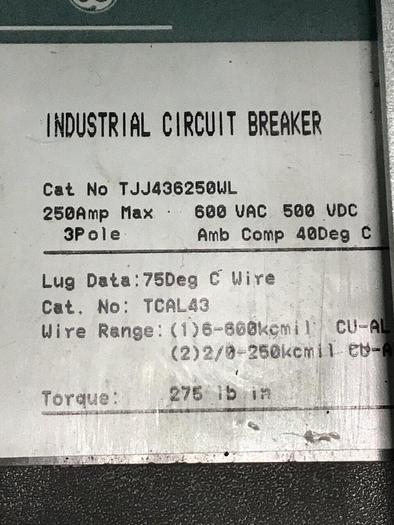 INDUSTRIAL CIRCUIT BREAKER
Cat No TJJ436250WL
250Amp Max 600 VAC 500 VDC
3Pole Amb Comp 40Deg C
Lug Data:75Deg C Wire
Cat. No: TCAL43
Wire Range:(1)6-600kcmil CU-AL
(2)2/0-250kcmil CU-A
Torque: 275 lb in